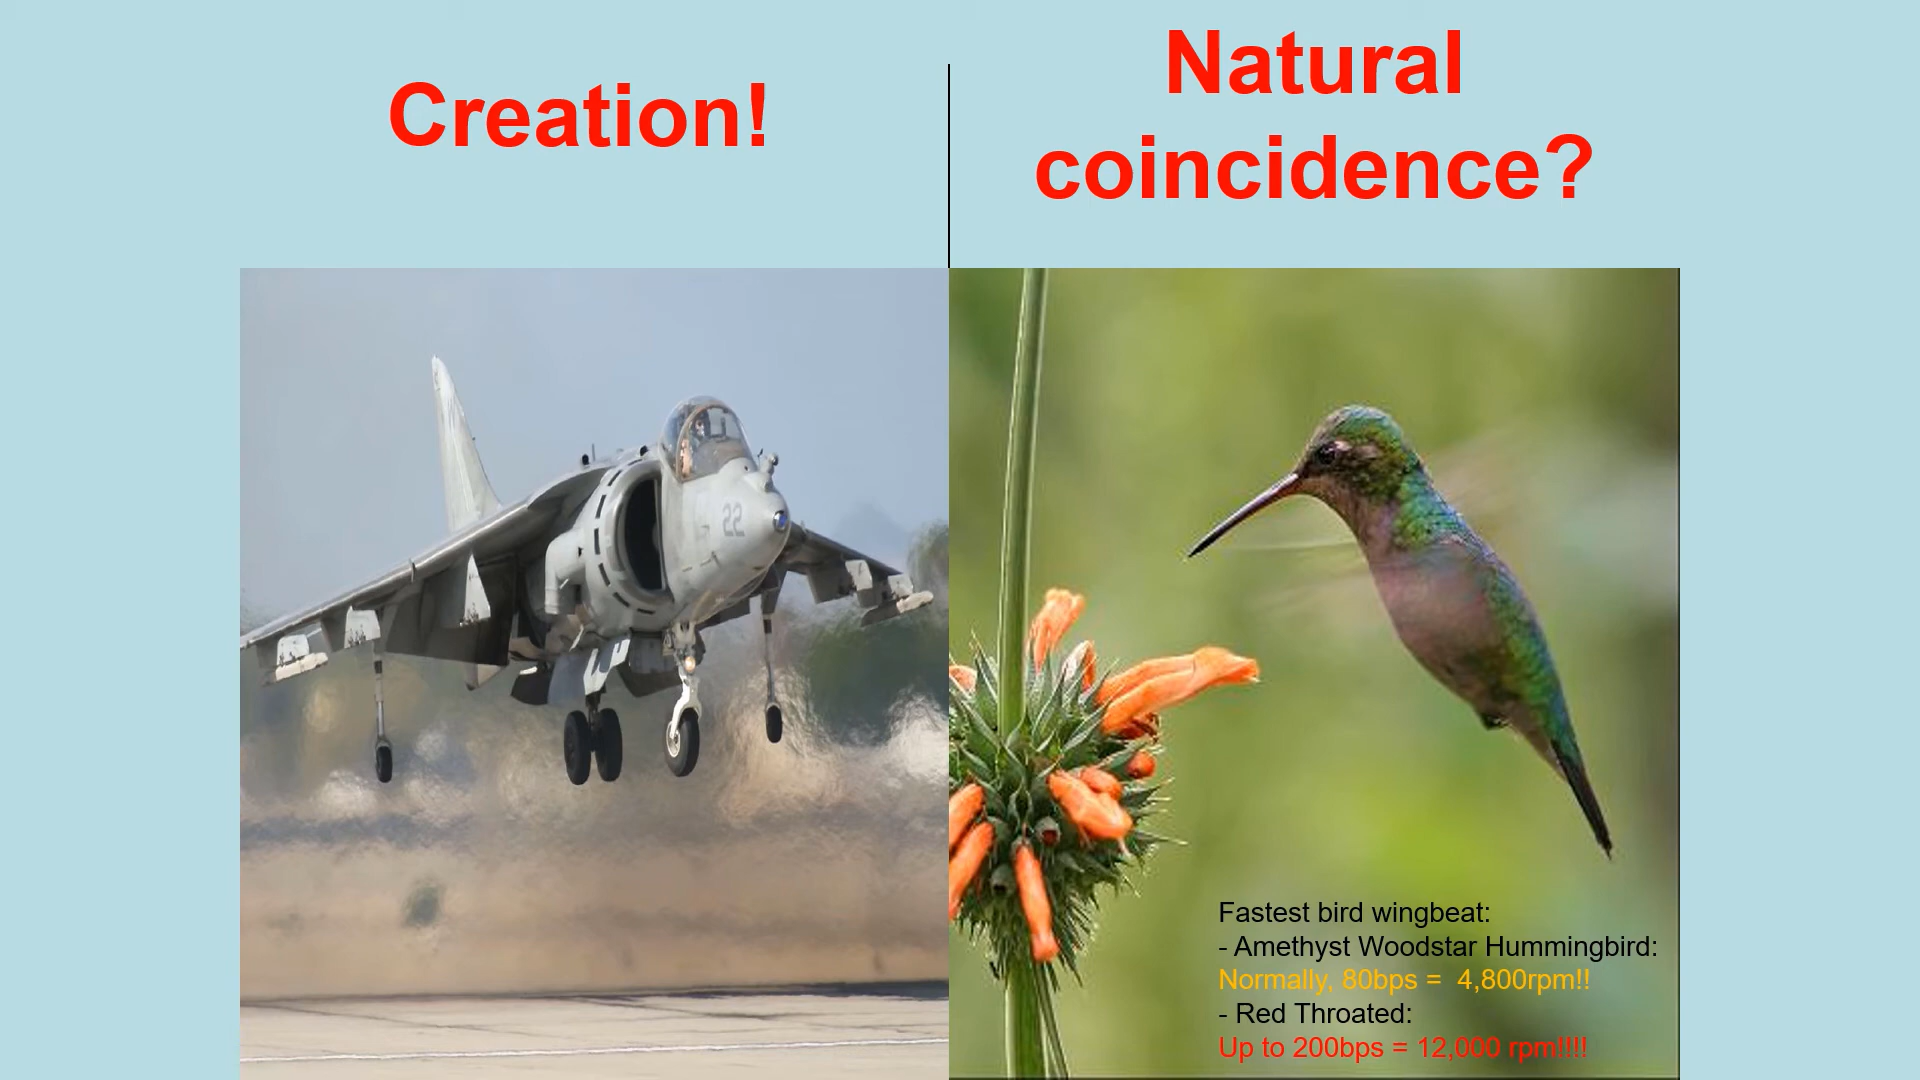 Creation!
Natural
coincidence?
22
Fastest bird wingbeat:
- Amethyst Woodstar Hummingbird:
Normally, 80bps =  4,800rpm!!
- Red Throated:
Up to 200bps = 12,000 rpm!!!!